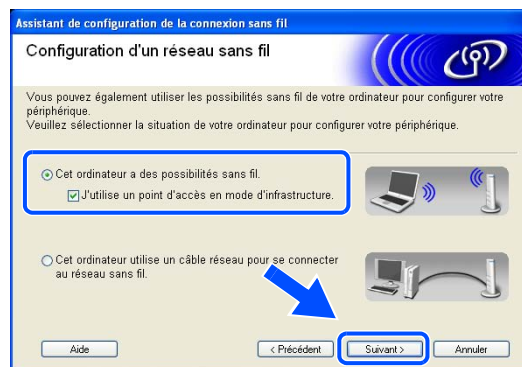 Assistant de configuration de la connexion sans fil
Configuration d'un réseau sans fil
Vous pouvez également utiliser les possibilités sans fil de votre ordinateur pour configurer votre
périphérique.
Veuillez sélectionner la situation de votre ordinateur pour configurer votre périphérique.
Cet ordinateur a des possibilités sans fil.
J'utilise un point d'accès en mode d'infrastructure.
Cet ordinateur utilise un câble réseau pour se connecter
au réseau sans fil.
Aide
< Précédent
Suivant >
Annuler